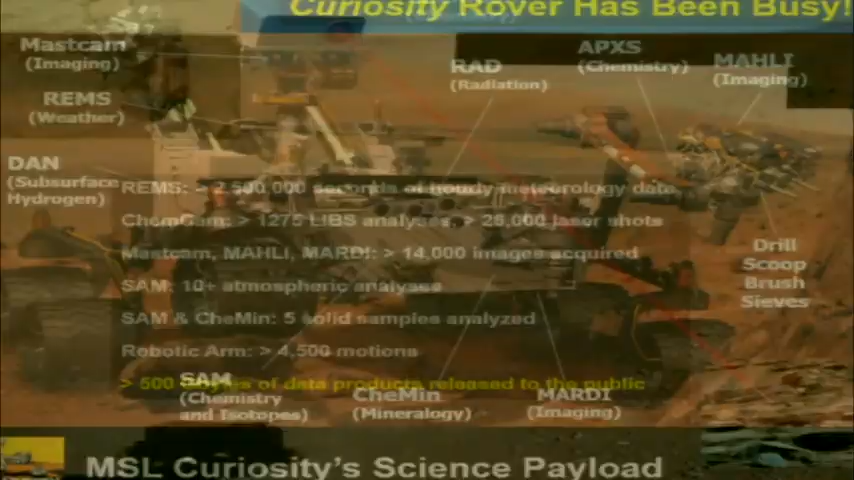 Curiosity Rover Has Been Busy!
Mastcam
(Imaging)
REMS
(Weather)
DAN
(Subsurface
Hydrogen)
RAD
(Radiation)
APXS
(Chemistry)
MAHLI
(Imaging)
REMS: > 2,500,000 seconds of houdy meteorology data
ChemCam: > 1275 LIBS analyses, > 26,000 laser shots
Mastcam, MAHLI, MARDI: > 14,000 images acquired
SAM: 10+ atmospheric analyses
SAM & CheMin: 5 solid samples analyzed
Robotic Arm: > 4,500 motions
> 500 of data products released to the public
Drill
Scoop
Brush
Sieves
SAM
(Chemistry
and Isotopes)
CheMin
(Mineralogy)
MARDI
(Imaging)
MSL Curiosity's Science Payload